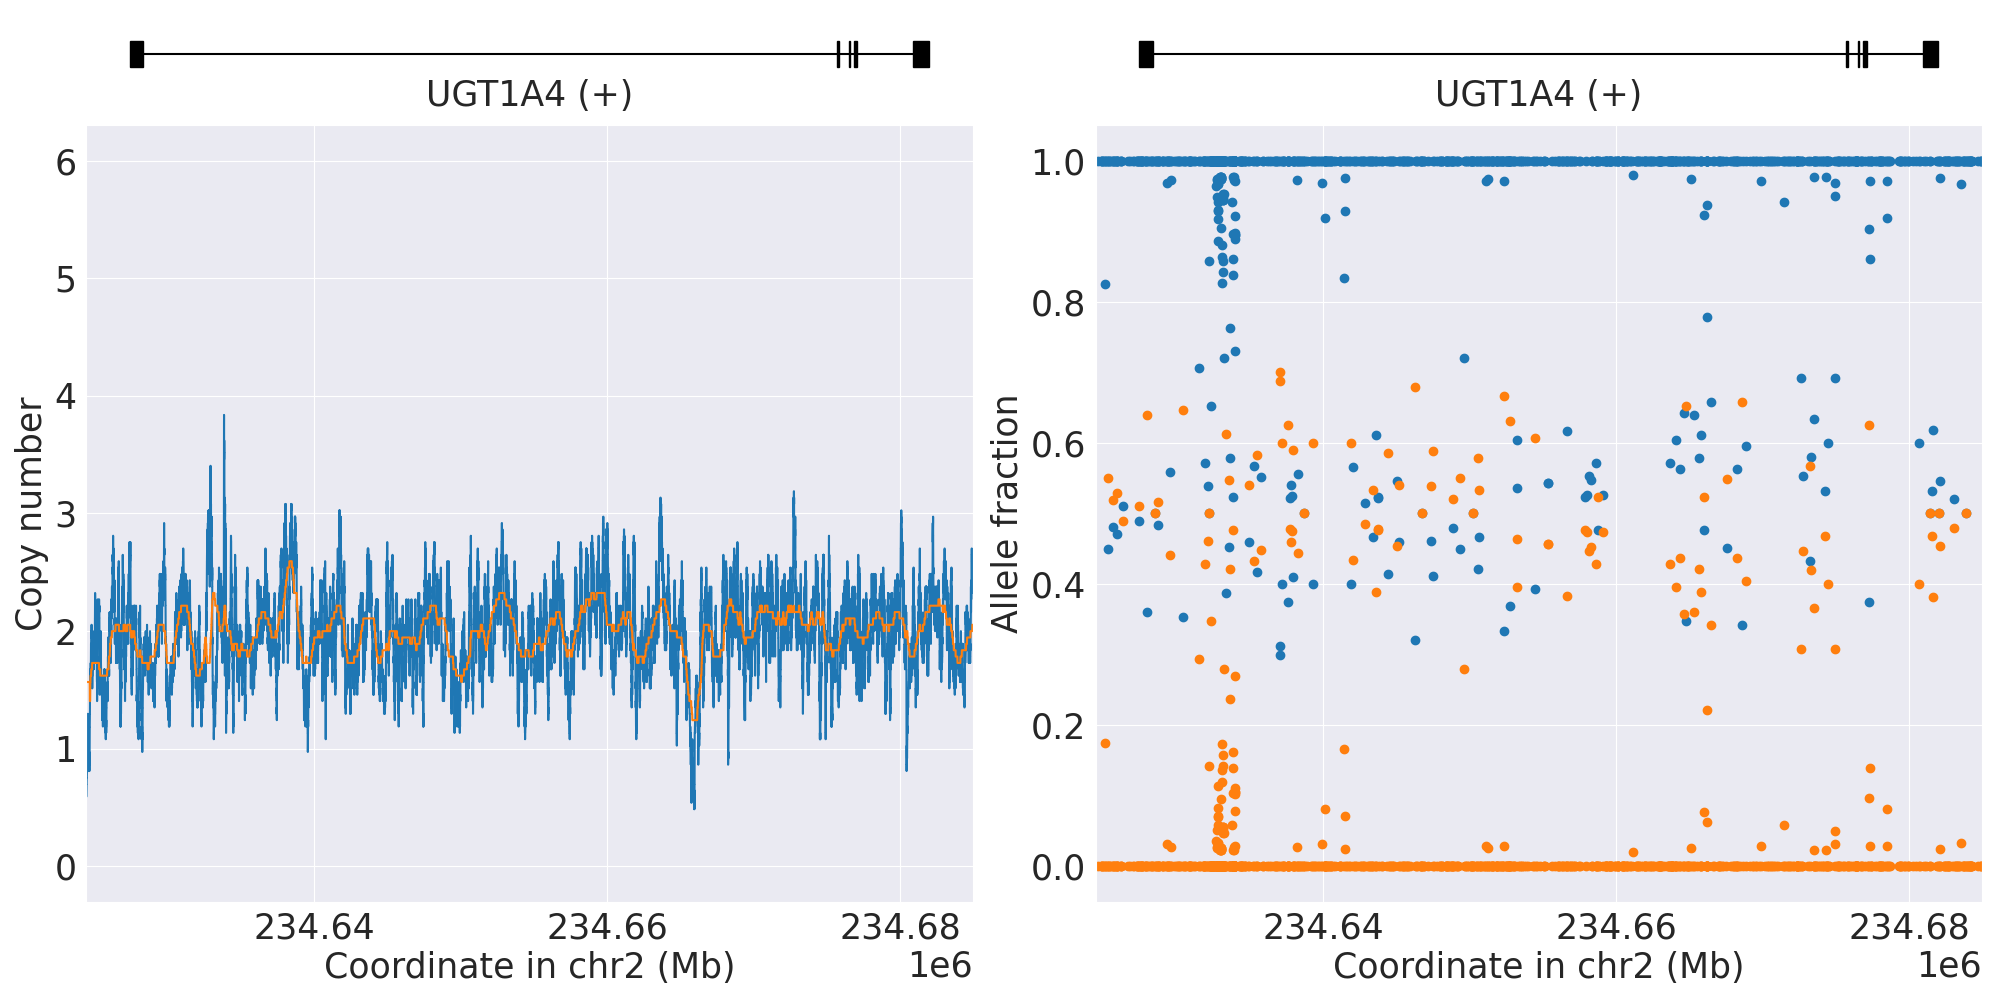 UGT1A4 (+)
6
5
4
3
2
1
0
Copy number
234.64 234.66 234.68
1e6
Coordinate in chr2 (Mb)
UGT1A4 (+)
1.0
0.8
0.6
0.4
0.2
0.0
Allele fraction
234.64 234.66 234.68
1e6
Coordinate in chr2 (Mb)